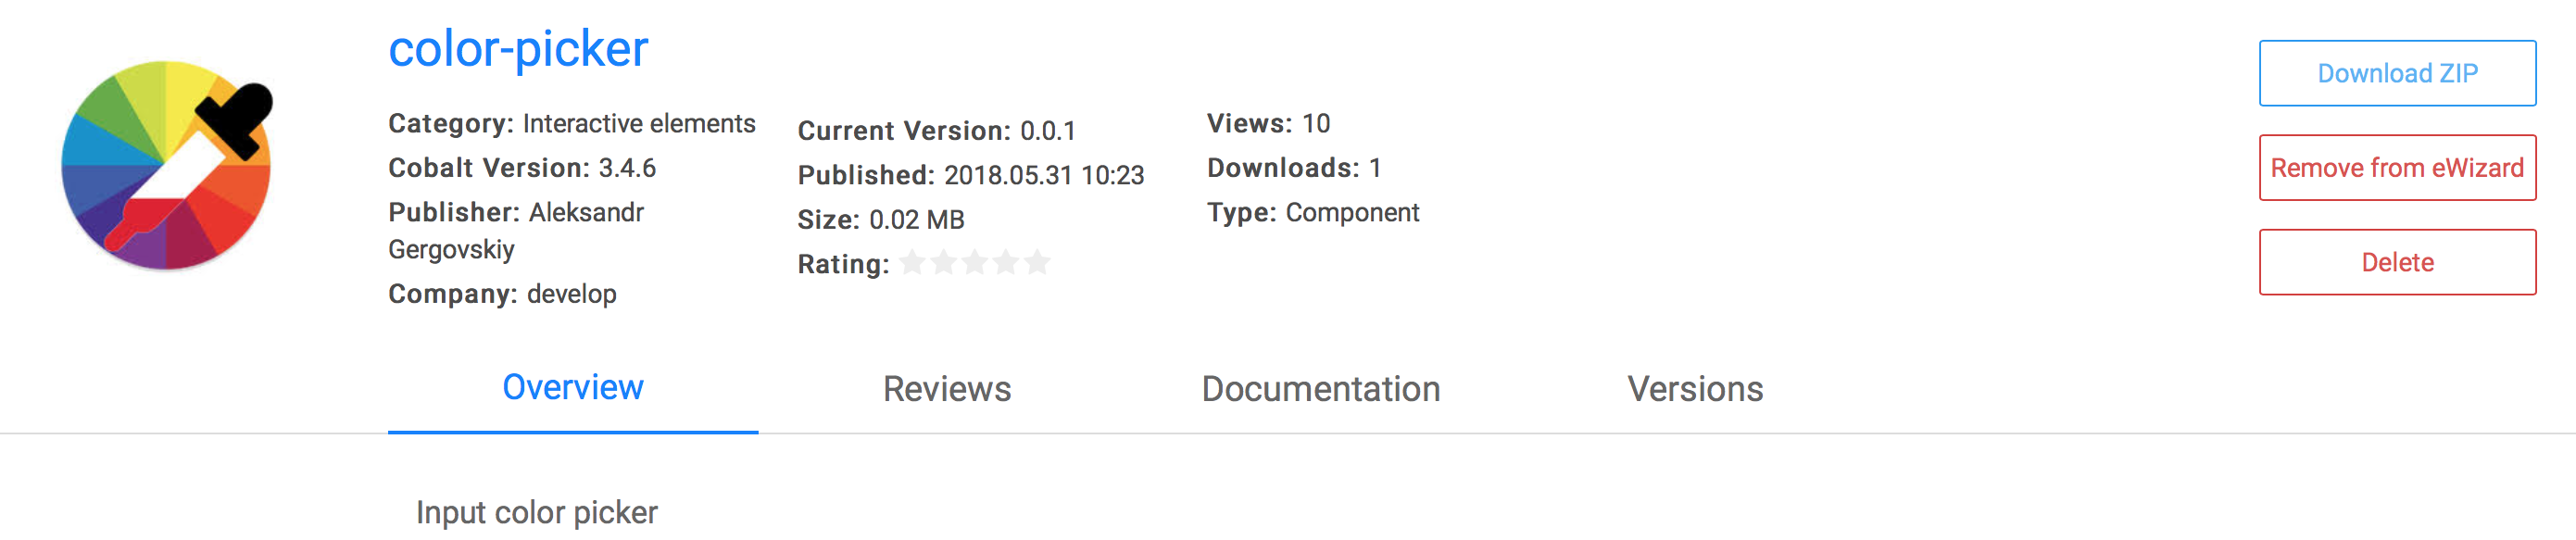 color-picker
Category: Interactive elements
Cobalt Version: 3.4.6
Publisher: Aleksandr
Gergovskiy
Company: develop
Current Version: 0.0.1
Published: 2018.05.31 10:23
Size: 0.02 MB
Rating:
Views: 10
Downloads: 1
Type: Component
Download ZIP
Remove from eWizard
Delete
Overview
Reviews
Documentation
Versions
Input color picker